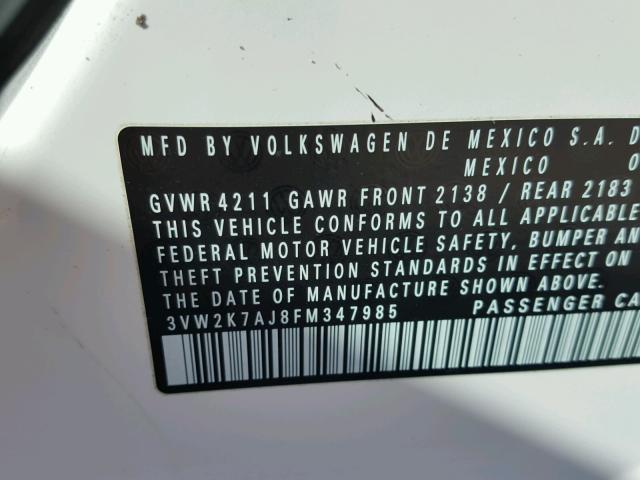 MFD BY VOLKSWAGEN DE MEXICO S.A. D
MEXICO O
GVWR 4211 GAWR FRONT 2138 / REAR 2183
THIS VEHICLE CONFORMS TO ALL APPLICABLE
FEDERAL MOTOR VEHICLE SAFETY, BUMPER AN
THEFT PREVENTION STANDARDS IN EFFECT ON
THE DATE OF MANUFACTURE SHOWN ABOVE.
3VW2K7AJ8FM347985 PASSENGER CA